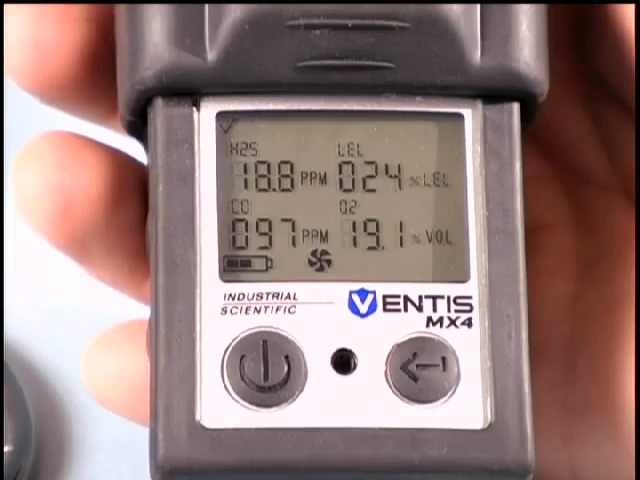 H2S LEL
18.8 PPM 024 % LEL
CO O2
097 PPM 19.1 % VOL
INDUSTRIAL
SCIENTIFIC
VENTIS
MX4